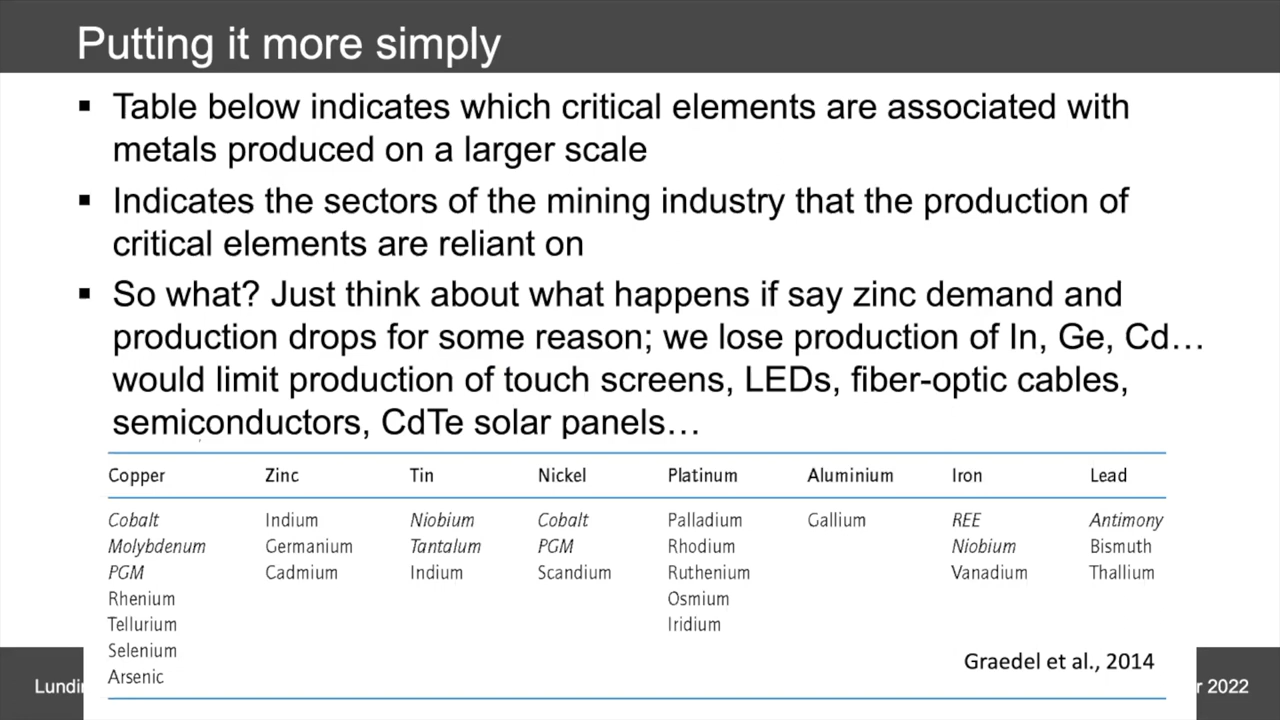 Putting it more simply
▪ Table below indicates which critical elements are associated with
metals produced on a larger scale
▪ Indicates the sectors of the mining industry that the production of
critical elements are reliant on
▪ So what? Just think about what happens if say zinc demand and
production drops for some reason; we lose production of In, Ge, Cd…
would limit production of touch screens, LEDs, fiber-optic cables,
semiconductors, CdTe solar panels…
Copper Zinc Tin Nickel Platinum Aluminium Iron Lead
Cobalt Indium Niobium Cobalt Palladium Gallium REE Antimony
Molybdenum Germanium Tantalum PGM Rhodium Niobium Bismuth
PGM Cadmium Indium Scandium Ruthenium Vanadium Thallium
Rhenium Osmium
Tellurium Iridium
Selenium
Arsenic
Graedel et al., 2014
2022